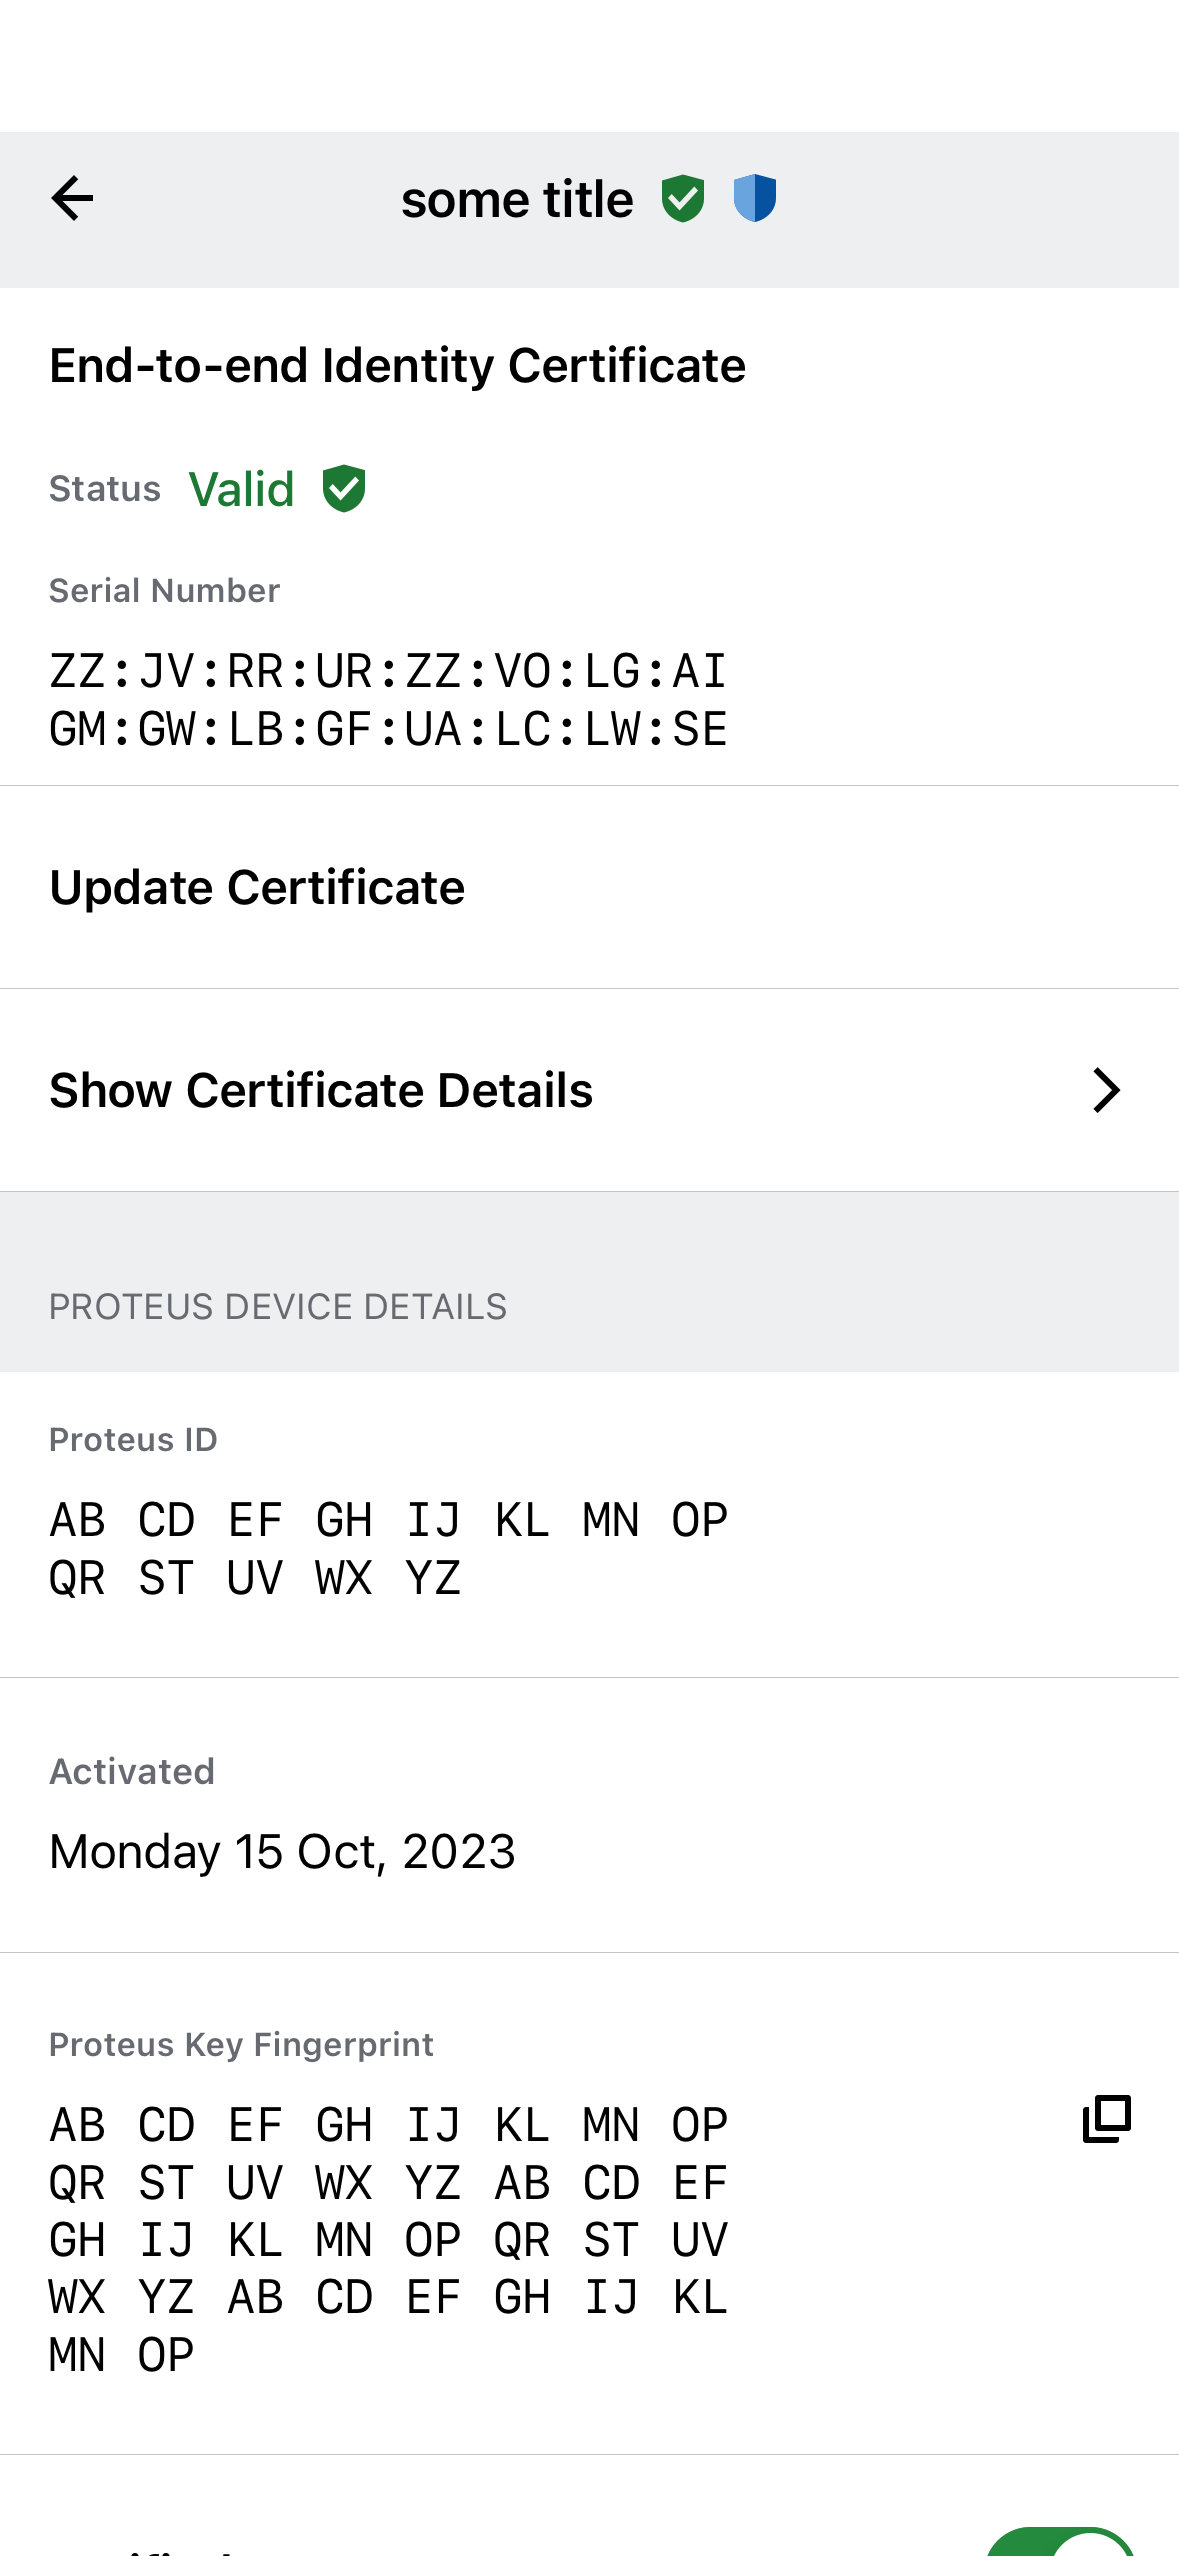 some title
End-to-end Identity Certificate
Status Valid
Serial Number
ZZ:JV:RR:UR:ZZ:VO:LG:AI
GM:GW:LB:GF:UA:LC:LW:SE
Update Certificate
Show Certificate Details
PROTEUS DEVICE DETAILS
Proteus ID
AB CD EF GH IJ KL MN OP
QR ST UV WX YZ
Activated
Monday 15 Oct, 2023
Proteus Key Fingerprint
AB CD EF GH IJ KL MN OP
QR ST UV WX YZ AB CD EF
GH IJ KL MN OP QR ST UV
WX YZ AB CD EF GH IJ KL
MN OP